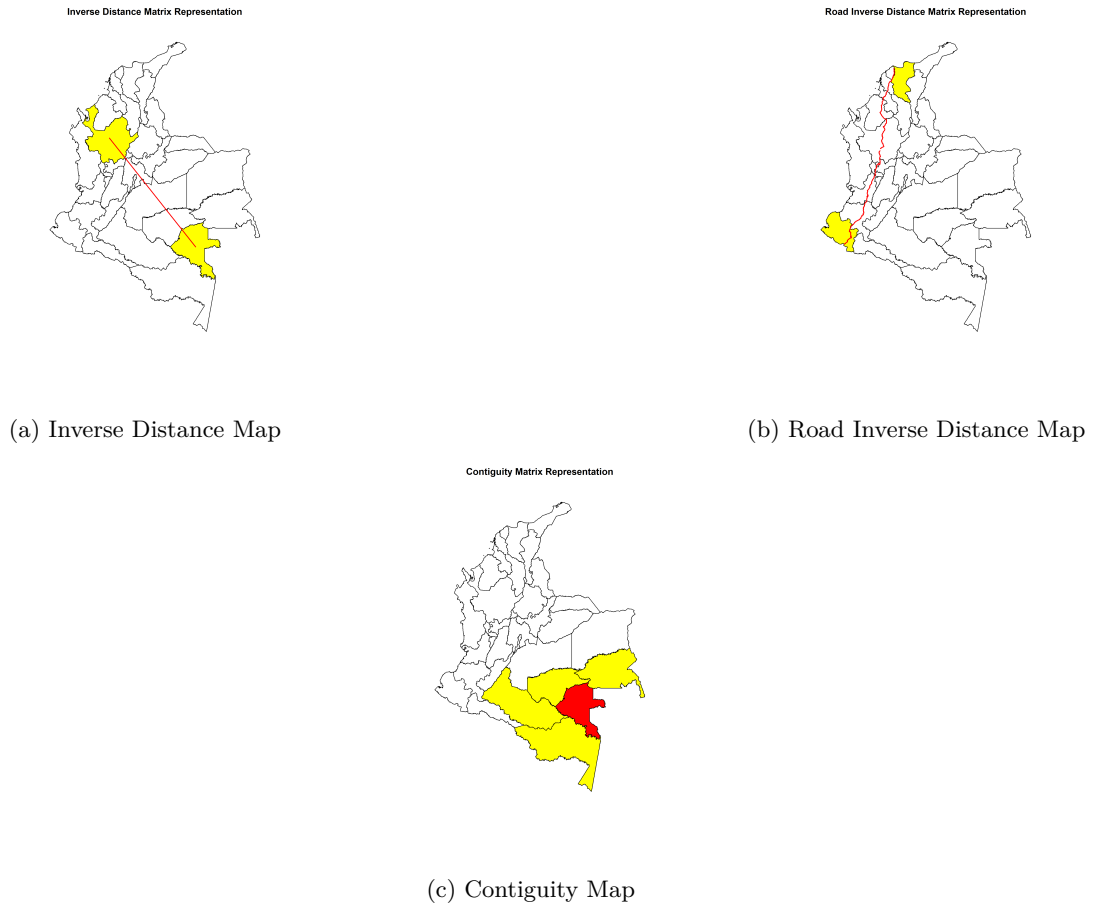 Inverse Distance Matrix Representation
Road Inverse Distance Matrix Representation
(a) Inverse Distance Map
(b) Road Inverse Distance Map
Contiguity Matrix Representation
(c) Contiguity Map